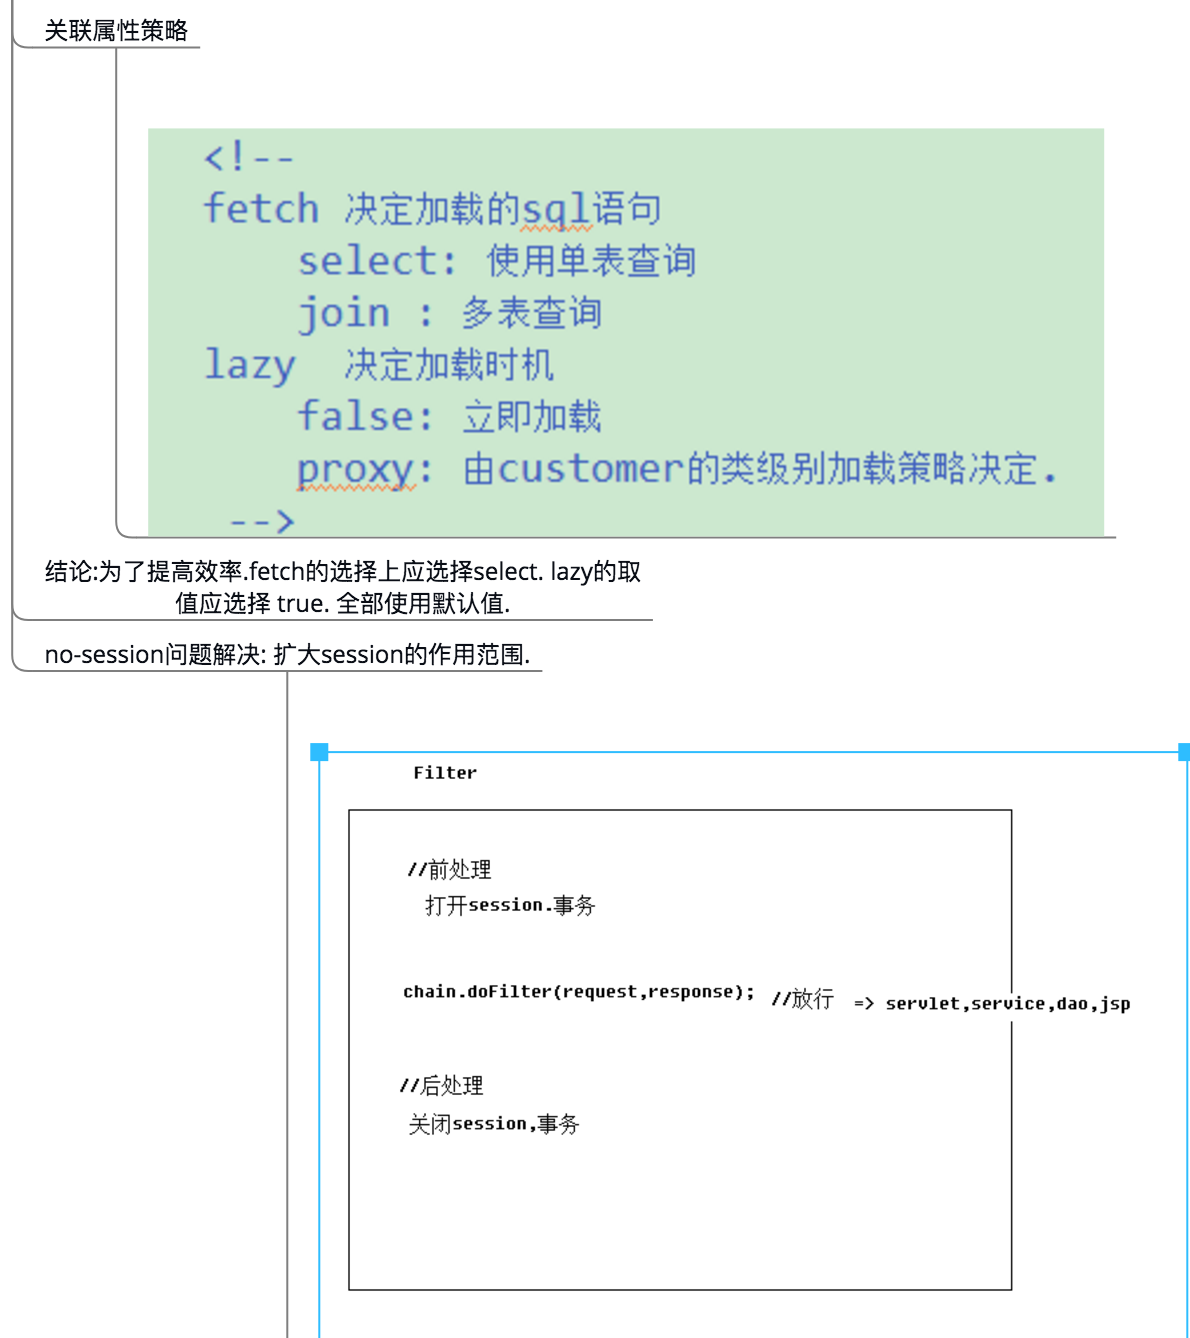 关联属性策略
<!--
fetch 决定加载的sql语句
select: 使用单表查询
join : 多表查询
lazy 决定加载时机
false: 立即加载
proxy: 由customer的类级别加载策略决定.
-->
结论:为了提高效率.fetch的选择上应选择select. lazy的取
值应选择 true. 全部使用默认值.
no-session问题解决: 扩大session的作用范围.
Filter
//前处理
打开session.事务
chain.doFilter(request,response); //放行 => servlet,service,dao,jsp
//后处理
关闭session,事务